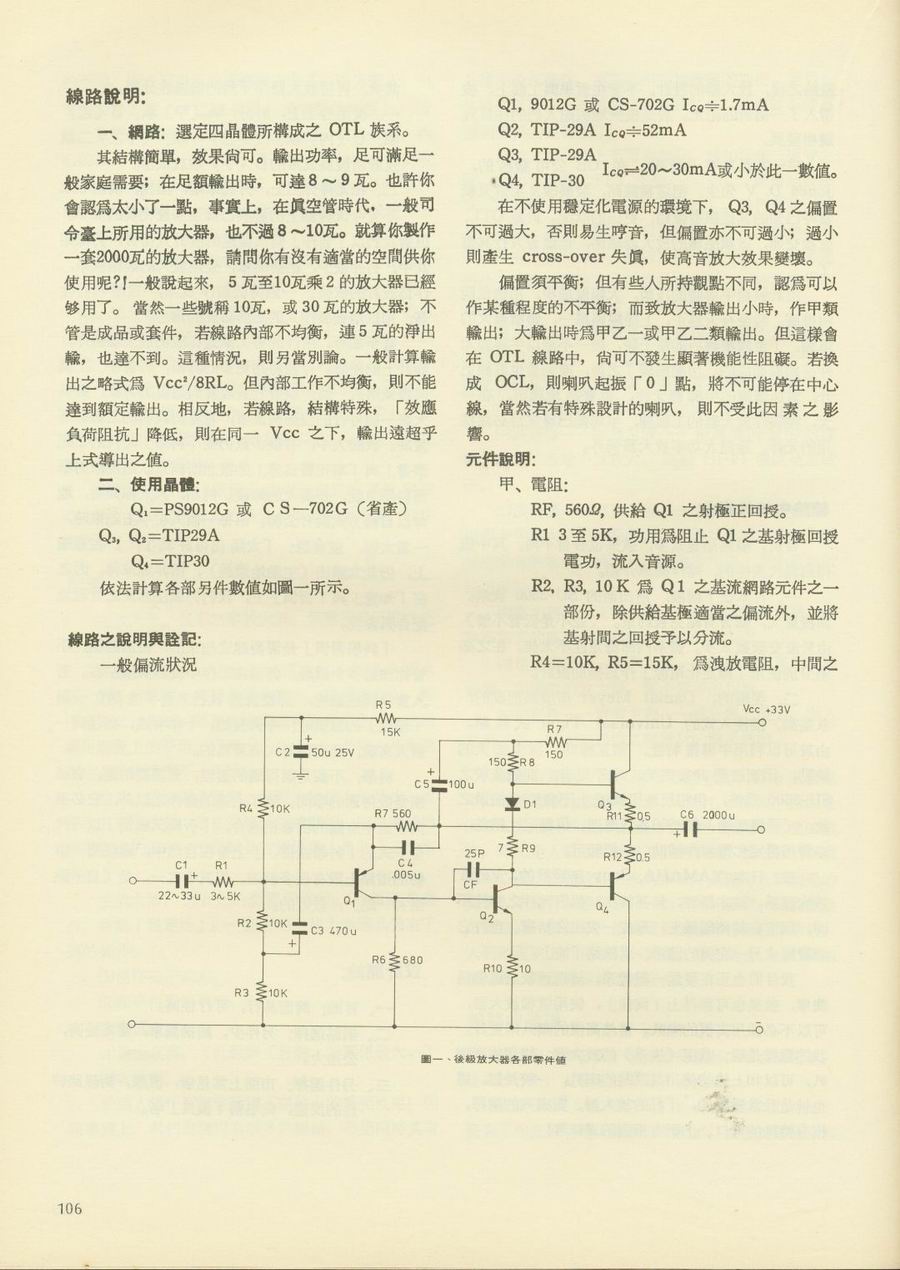 線路說明：
一、網路：選定四晶體所構成之 OTL 族系。
其結構簡單，效果尙可。輸出功率，足可滿足一
般家庭需要；在足額輸出時，可達8～9瓦。也許你
會認爲太小了一點，事實上，在眞空管時代，一般司
令臺上所用的放大器，也不過8～10瓦。就算你製作
一套2000瓦的放大器，請問你有沒有適當的空間供你
使用呢?!一般說起來，5瓦至10瓦乘2的放大器已經
够用了。當然一些號稱10瓦，或30瓦的放大器；不
管是成品或套件，若線路內部不均衡，連5瓦的淨出
輸，也達不到。這種情況，則另當別論。一般計算輸
出之略式爲 Vcc²/8RL。但內部工作不均衡，則不能
達到額定輸出。相反地，若線路，結構特殊，「效應
負荷阻抗」降低，則在同一 Vcc 之下，輸出遠超乎
上式導出之值。
二、使用晶體：
Q₁=PS9012G 或 CS—702G（省產）
Q₃, Q₂=TIP29A
Q₄=TIP30
依法計算各部另件數值如圖一所示。
線路之說明與詮記：
一般偏流狀況
Q1, 9012G 或 CS-702G ICQ≑1.7mA
Q2, TIP-29A ICQ≑52mA
Q3, TIP-29A
Q4, TIP-30
ICQ≓20～30mA或小於此一數值。
在不使用穩定化電源的環境下， Q3, Q4之偏置
不可過大，否則易生哼音，但偏置亦不可過小；過小
則產生 cross-over 失眞，使高音放大效果變壞。
偏置須平衡；但有些人所持觀點不同，認爲可以
作某種程度的不平衡；而致放大器輸出小時，作甲類
輸出；大輸出時爲甲乙一或甲乙二類輸出。但這樣會
在 OTL 線路中，尙可不發生顯著機能性阻礙。若換
成 OCL，則喇叭起振「0」點，將不可能停在中心
線，當然若有特殊設計的喇叭，則不受此因素之影
響。
元件說明：
甲、電阻：
RF, 560Ω, 供給 Q1 之射極正回授。
R1 3至5K，功用爲阻止 Q1之基射極回授
電功，流入音源。
R2, R3, 10K 爲 Q1 之基流網路元件之一
部份，除供給基極適當之偏流外，並將
基射間之回授予以分流。
R4=10K, R5=15K， 爲洩放電阻，中間之
R5
15K
Vcc +33V
C2
+
50u 25V
R7
150
150
R8
C5
+
100u
R4
10K
R7 560
D1
Q3
R11
0.5
C6 2000u
+
C4
.005u
25P
CF
7
R9
R12
0.5
C1
+
22~33u
R1
3~5K
Q1
Q2
Q4
R2
10K
C3 470u
+
R6
680
R10
10
R3
10K
－
圖一、後級放大器各部零件值
106